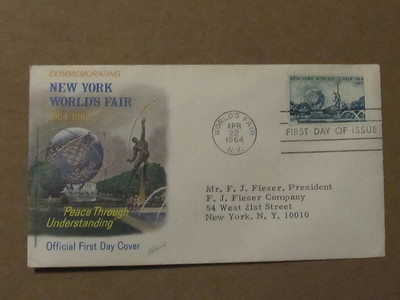 COMMEMORATING
NEW YORK
WORLD'S FAIR
1964-1965
"Peace Through
Understanding"
Official First Day Cover
WORLD'S FAIR
APR
22
1964
N.Y.
NEW YORK WORLD'S FAIR 1964
FIRST DAY OF ISSUE
Mr. F. J. Fieser, President
F. J. Fieser Company
54 West 21st Street
New York, N. Y. 10010